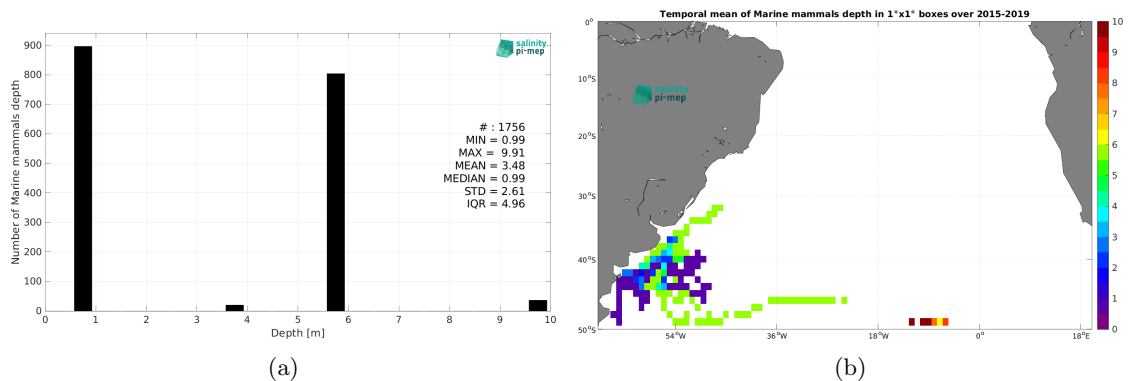 salinity
pi-mep
Number of Marine mammals depth
900
800
700
600
500
400
300
200
100
0
# : 1756
MIN = 0.99
MAX = 9.91
MEAN = 3.48
MEDIAN = 0.99
STD = 2.61
IQR = 4.96
0 1 2 3 4 5 6 7 8 9 10
Depth [m]
(a)
Temporal mean of Marine mammals depth in 1°x1° boxes over 2015-2019
salinity
pi-mep
0°
10°S
20°S
30°S
40°S
50°S
54°W 36°W 18°W 0° 18°E
10
9
8
7
6
5
4
3
2
1
0
(b)